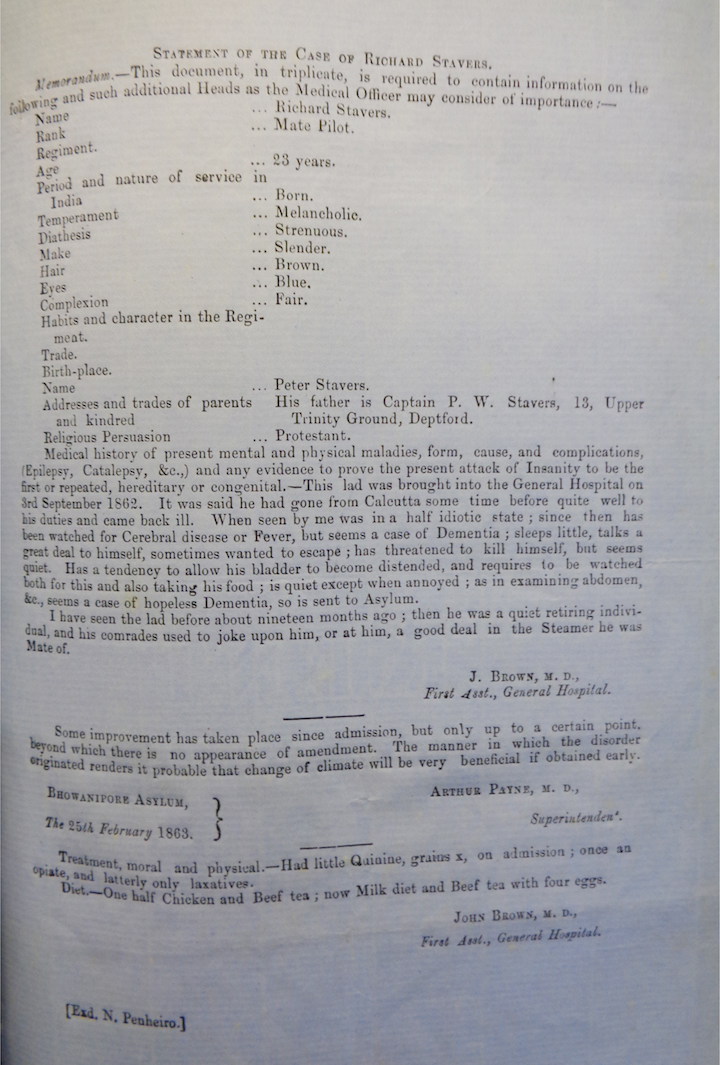 STATEMENT OF THE CASE OF RICHARD STAVERS.
Memorandum.—This document, in triplicate, is required to contain information on the
following and such additional Heads as the Medical Officer may consider of importance:—
Name ... Richard Stavers.
Rank ... Mate Pilot.
Regiment.
Age ... 23 years.
Period and nature of service in
India ... Born.
Temperament ... Melancholic.
Diathesis ... Strenuous.
Make ... Slender.
Hair ... Brown.
Eyes ... Blue.
Complexion ... Fair.
Habits and character in the Regi-
ment.
Trade.
Birth-place.
Name ... Peter Stavers.
Addresses and trades of parents His father is Captain P. W. Stavers, 13, Upper
and kindred Trinity Ground, Deptford.
Religious Persuasion ... Protestant.
Medical history of present mental and physical maladies, form, cause, and complications,
(Epilepsy, Catalepsy, &c.,) and any evidence to prove the present attack of Insanity to be the
first or repeated, hereditary or congenital.—This lad was brought into the General Hospital on
3rd September 1862. It was said he had gone from Calcutta some time before quite well to
his duties and came back ill. When seen by me was in a half idiotic state; since then has
been watched for Cerebral disease or Fever, but seems a case of Dementia; sleeps little, talks a
great deal to himself, sometimes wanted to escape; has threatened to kill himself, but seems
quiet. Has a tendency to allow his bladder to become distended, and requires to be watched
both for this and also taking his food; is quiet except when annoyed; as in examining abdomen,
&c., seems a case of hopeless Dementia, so is sent to Asylum.
I have seen the lad before about nineteen months ago; then he was a quiet retiring indivi-
dual, and his comrades used to joke upon him, or at him, a good deal in the Steamer he was
Mate of.
J. BROWN, M. D.,
First Asst., General Hospital.
Some improvement has taken place since admission, but only up to a certain point.
beyond which there is no appearance of amendment. The manner in which the disorder
originated renders it probable that change of climate will be very beneficial if obtained early.
BHOWANIPORE ASYLUM,
The 25th February 1863.
ARTHUR PAYNE, M. D.,
Superintendent.
Treatment, moral and physical.—Had little Quinine, grains x, on admission; once an
opiate, and latterly only laxatives.
Diet.—One half Chicken and Beef tea; now Milk diet and Beef tea with four eggs.
JOHN BROWN, M. D.,
First Asst., General Hospital.
[Exd. N. Penheiro.]